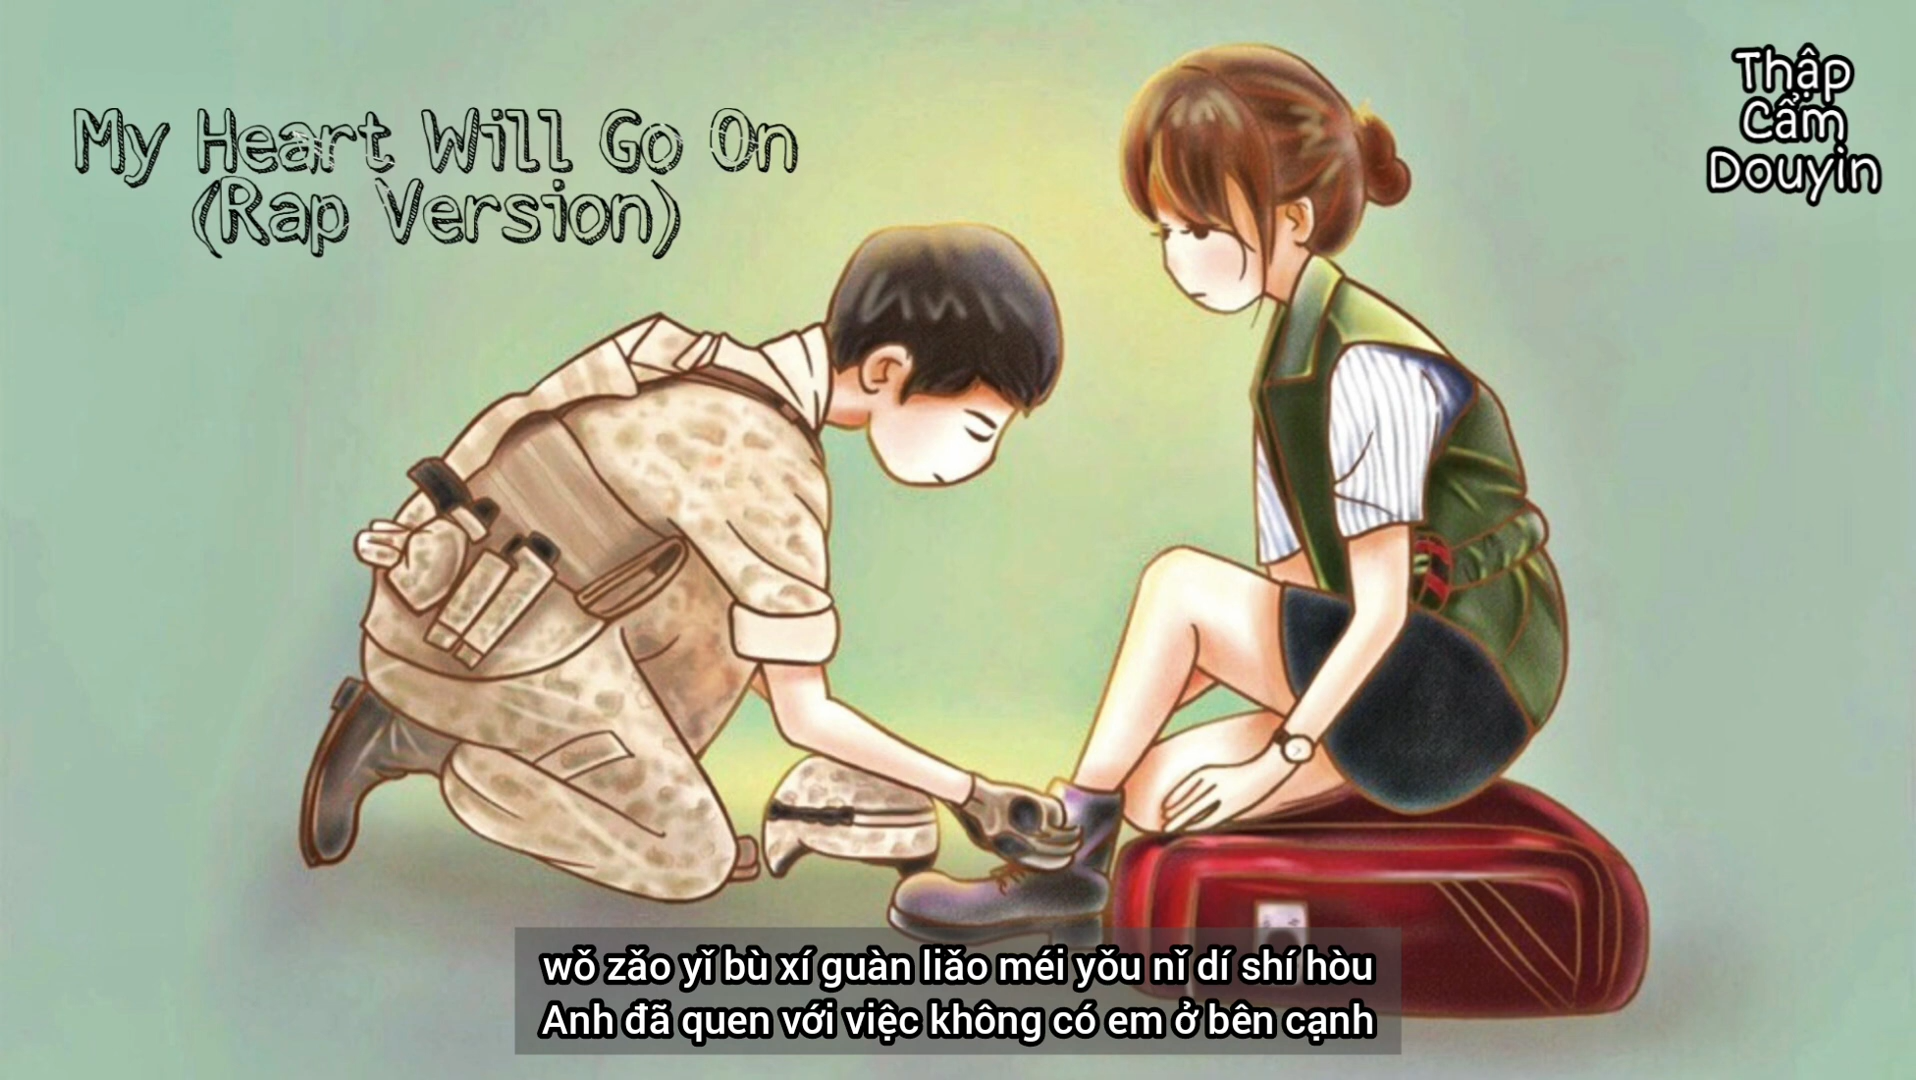 My Heart Will Go On
(Rap Version)
Thập
Cẩm
Douyin
wǒ zǎo yǐ bù xí guàn liǎo méi yǒu nǐ dí shí hòu
Anh đã quen với việc không có em ở bên cạnh